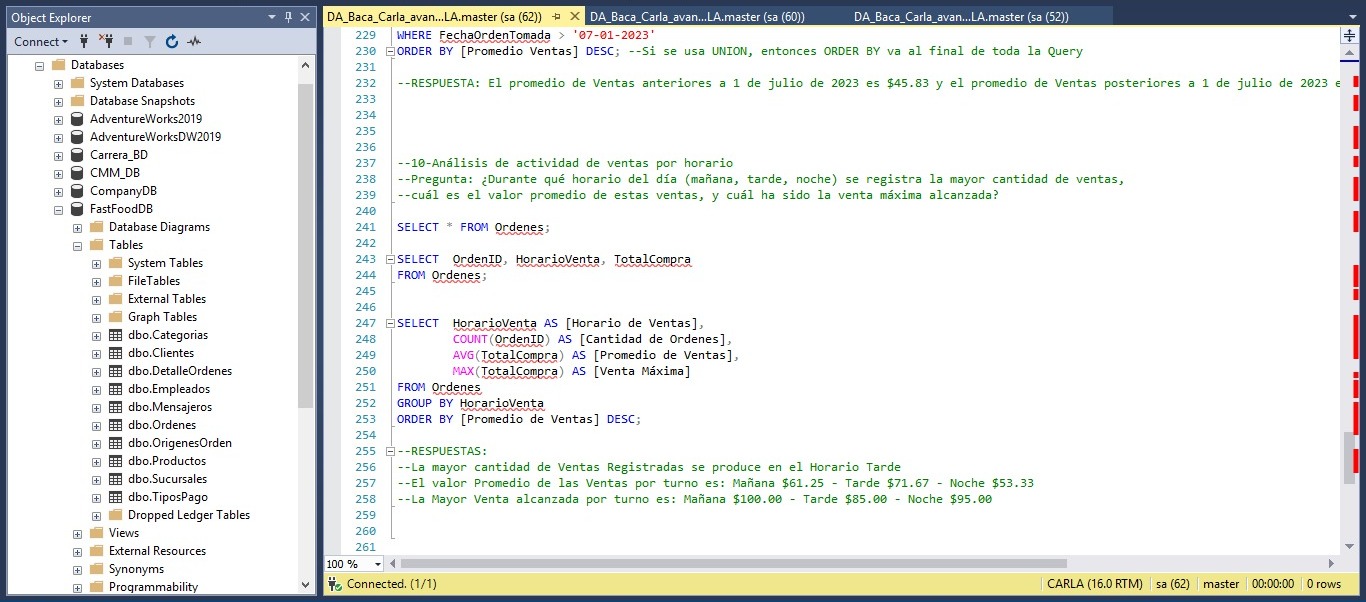 Object Explorer
Connect
Databases
System Databases
Database Snapshots
AdventureWorks2019
AdventureWorksDW2019
Carrera_BD
CMM_DB
CompanyDB
FastFoodDB
Database Diagrams
Tables
System Tables
FileTables
External Tables
Graph Tables
dbo.Categorias
dbo.Clientes
dbo.DetalleOrdenes
dbo.Empleados
dbo.Mensajeros
dbo.Ordenes
dbo.OrigenesOrden
dbo.Productos
dbo.Sucursales
dbo.TiposPago
Dropped Ledger Tables
Views
External Resources
Synonyms
Programmability
DA_Baca_Carla_avan...LA.master (sa (62)) DA_Baca_Carla_avan...LA.master (sa (60)) DA_Baca_Carla_avan...LA.master (sa (52))
229 WHERE FechaOrdenTomada > '07-01-2023'
230 ORDER BY [Promedio Ventas] DESC; --Si se usa UNION, entonces ORDER BY va al final de toda la Query
231
232 --RESPUESTA: El promedio de Ventas anteriores a 1 de julio de 2023 es $45.83 y el promedio de Ventas posteriores a 1 de julio de 2023 e
233
234
235
236
237 --10-Análisis de actividad de ventas por horario
238 --Pregunta: ¿Durante qué horario del día (mañana, tarde, noche) se registra la mayor cantidad de ventas,
239 --cuál es el valor promedio de estas ventas, y cuál ha sido la venta máxima alcanzada?
240
241 SELECT * FROM Ordenes;
242
243 SELECT OrdenID, HorarioVenta, TotalCompra
244 FROM Ordenes;
245
246
247 SELECT HorarioVenta AS [Horario de Ventas],
248 COUNT(OrdenID) AS [Cantidad de Ordenes],
249 AVG(TotalCompra) AS [Promedio de Ventas],
250 MAX(TotalCompra) AS [Venta Máxima]
251 FROM Ordenes
252 GROUP BY HorarioVenta
253 ORDER BY [Promedio de Ventas] DESC;
254
255 --RESPUESTAS:
256 --La mayor cantidad de Ventas Registradas se produce en el Horario Tarde
257 --El valor Promedio de las Ventas por turno es: Mañana $61.25 - Tarde $71.67 - Noche $53.33
258 --La Mayor Venta alcanzada por turno es: Mañana $100.00 - Tarde $85.00 - Noche $95.00
259
260
261
100 %
Connected. (1/1) CARLA (16.0 RTM) sa (62) master 00:00:00 0 rows